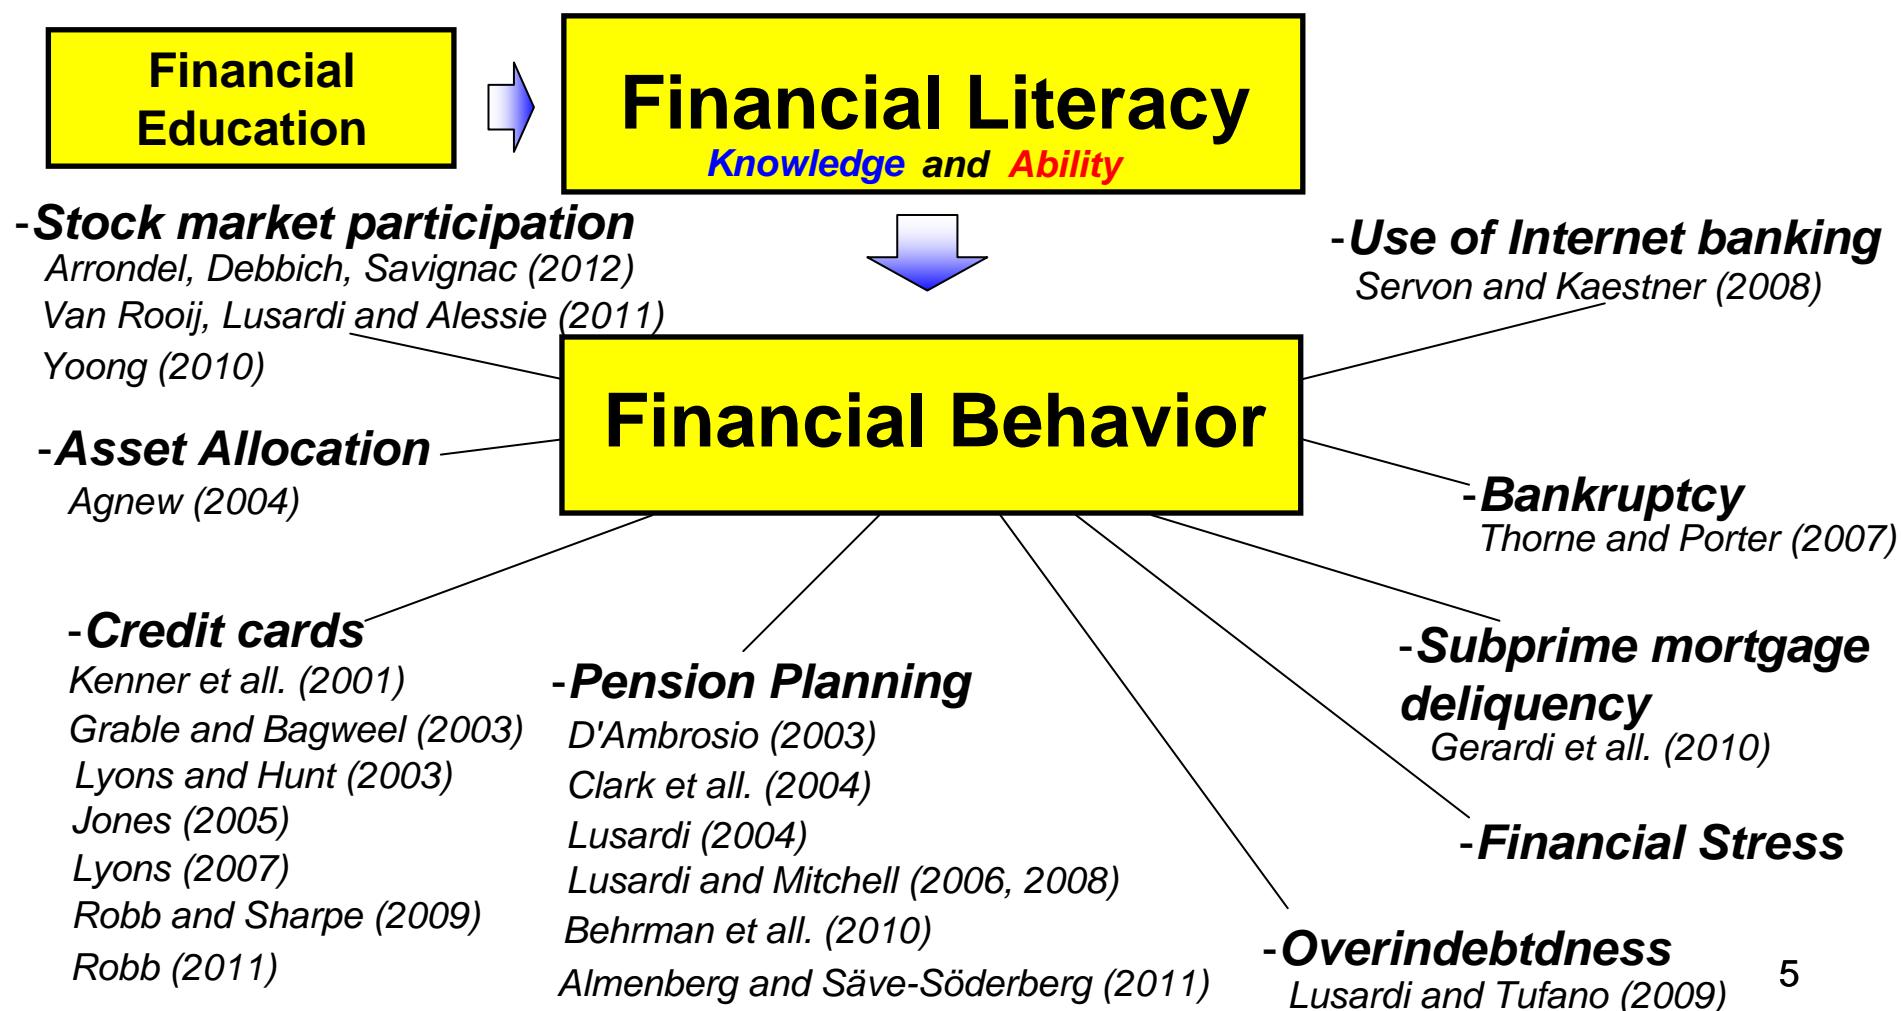 Financial
Education
Financial Literacy
Knowledge and Ability
-Stock market participation
Arrondel, Debbich, Savignac (2012)
Van Rooij, Lusardi and Alessie (2011)
Yoong (2010)
-Use of Internet banking
Servon and Kaestner (2008)
Financial Behavior
-Asset Allocation
Agnew (2004)
-Bankruptcy
Thorne and Porter (2007)
-Credit cards
Kenner et all. (2001)
Grable and Bagweel (2003)
Lyons and Hunt (2003)
Jones (2005)
Lyons (2007)
Robb and Sharpe (2009)
Robb (2011)
-Pension Planning
D'Ambrosio (2003)
Clark et all. (2004)
Lusardi (2004)
Lusardi and Mitchell (2006, 2008)
Behrman et all. (2010)
Almenberg and Säve-Söderberg (2011)
-Subprime mortgage
deliquency
Gerardi et all. (2010)
-Financial Stress
-Overindebtdness
Lusardi and Tufano (2009)
5